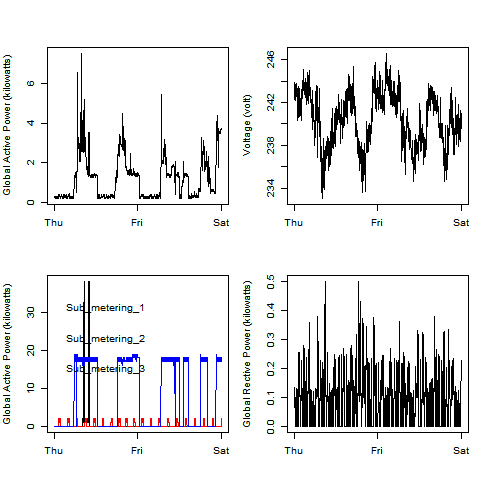 Global Active Power (kilowatts)
6
4
2
0
Thu
Fri
Sat
Voltage (volt)
246
242
238
234
Thu
Fri
Sat
Global Active Power (kilowatts)
30
20
10
0
Sub_metering_1
Sub_metering_2
Sub_metering_3
Thu
Fri
Sat
Global Rective Power (kilowatts)
0.5
0.4
0.3
0.2
0.1
0.0
Thu
Fri
Sat